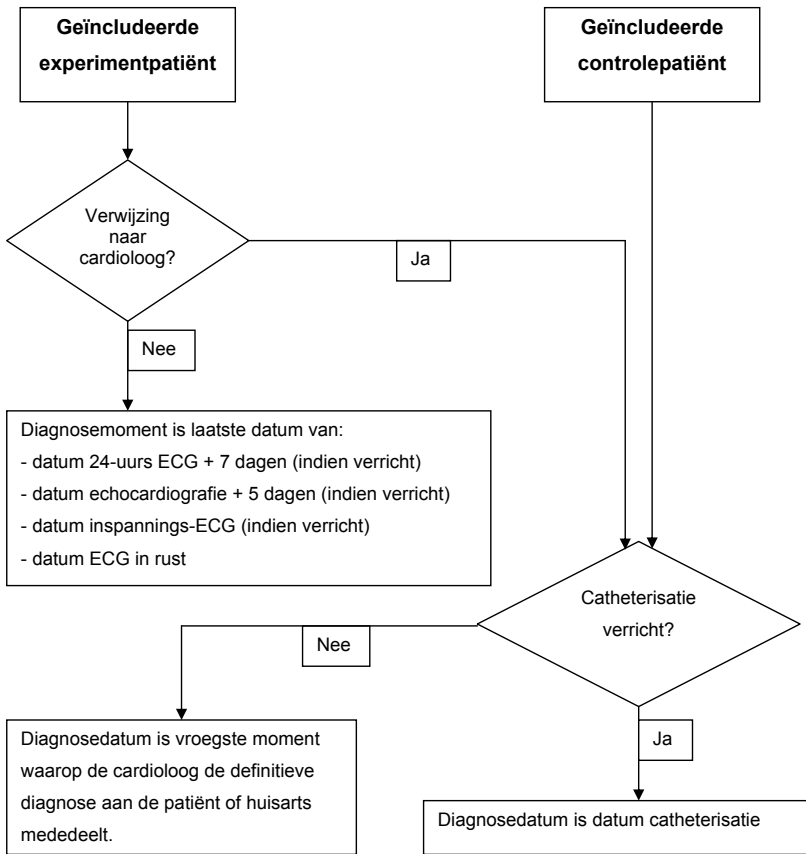 Geïncludeerde
experimentpatiënt
Geïncludeerde
controlepatiënt
Verwijzing
naar
cardioloog?
Ja
Nee
Diagnosemoment is laatste datum van:
- datum 24-uurs ECG + 7 dagen (indien verricht)
- datum echocardiografie + 5 dagen (indien verricht)
- datum inspannings-ECG (indien verricht)
- datum ECG in rust
Catheterisatie
verricht?
Nee
Ja
Diagnosedatum is vroegste moment
waarop de cardioloog de definitieve
diagnose aan de patiënt of huisarts
mededeelt.
Diagnosedatum is datum catheterisatie